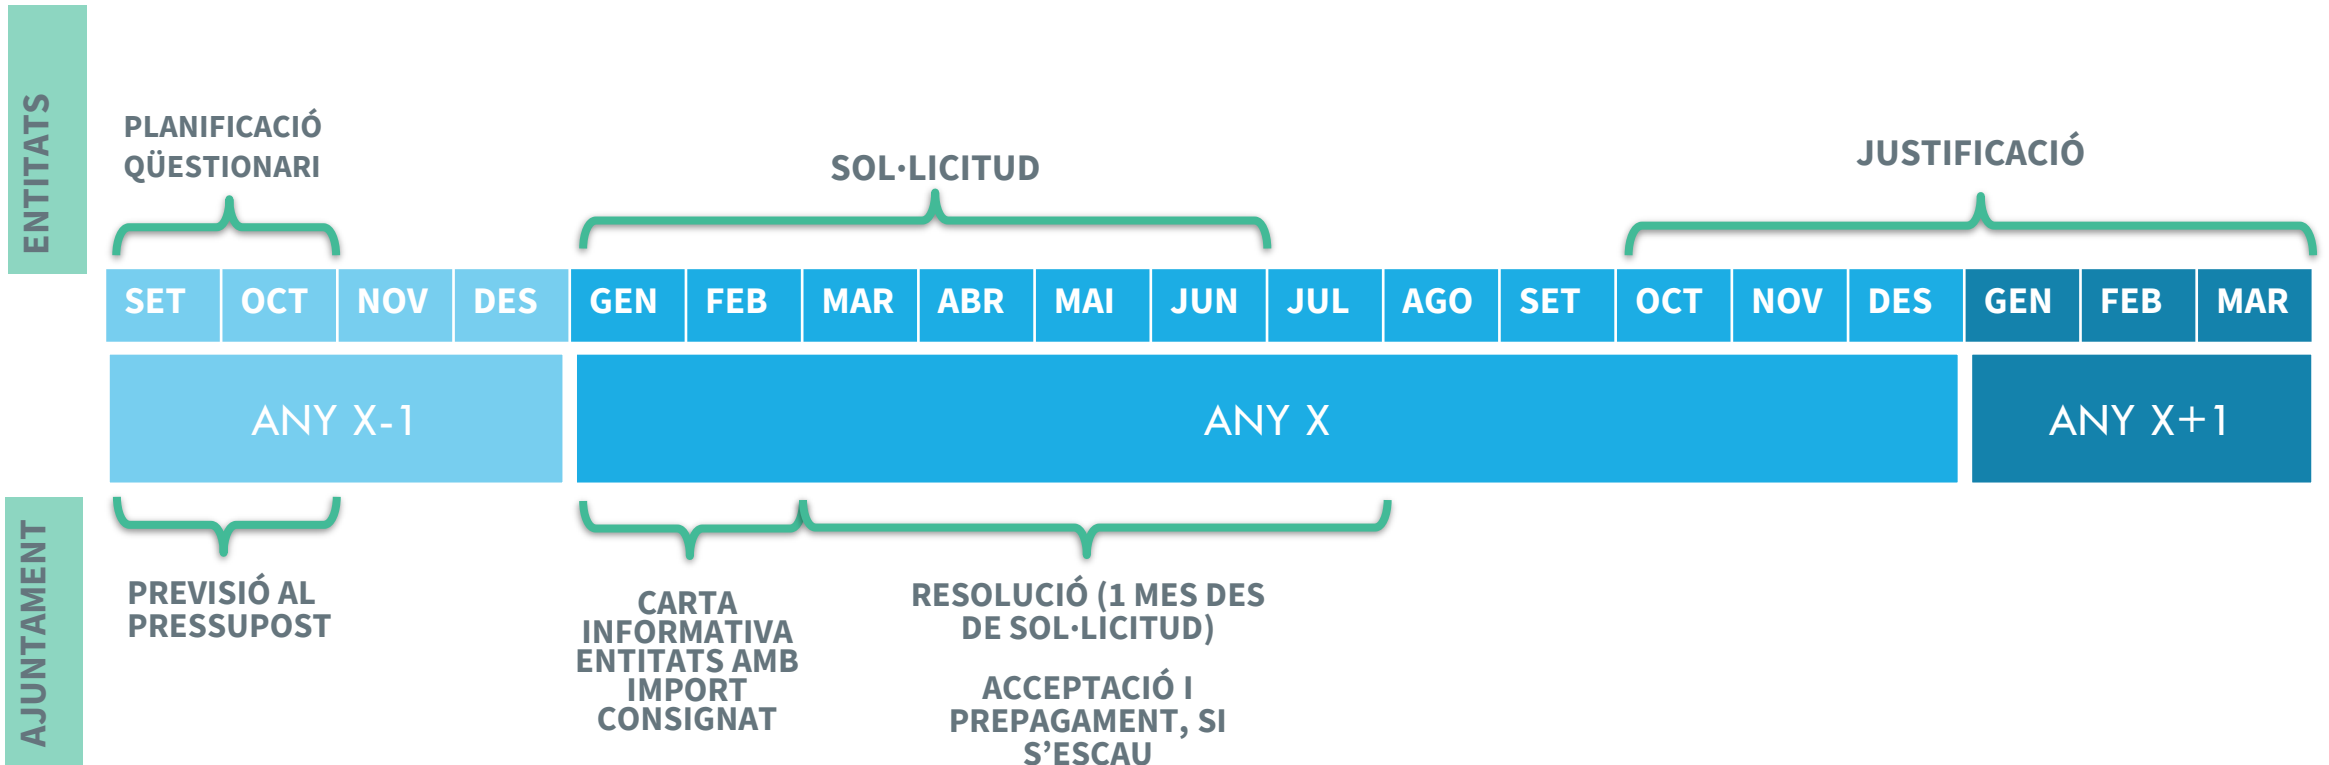 ENTITATS
PLANIFICACIÓ
QÜESTIONARI
SOL·LICITUD
JUSTIFICACIÓ
SET OCT NOV DES GEN FEB MAR ABR MAI JUN JUL AGO SET OCT NOV DES GEN FEB MAR
ANY X-1 ANY X ANY X+1
AJUNTAMENT
PREVISIÓ AL
PRESSUPOST
CARTA
INFORMATIVA
ENTITATS AMB
IMPORT
CONSIGNAT
RESOLUCIÓ (1 MES DES
DE SOL·LICITUD)
ACCEPTACIÓ I
PREPAGAMENT, SI
S’ESCAU